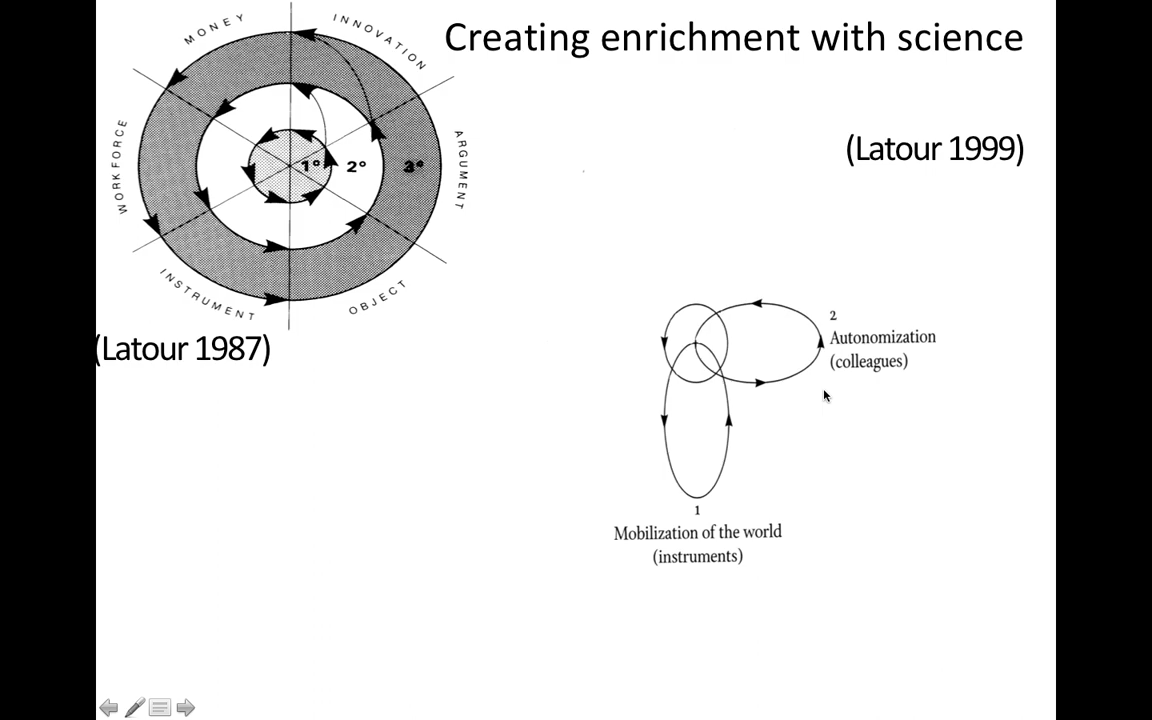 Creating enrichment with science
MONEY
INNOVATION
WORKFORCE
ARGUMENT
1° 2° 3°
INSTRUMENT
OBJECT
(Latour 1999)
(Latour 1987)
2
Autonomization
(colleagues)
1
Mobilization of the world
(instruments)